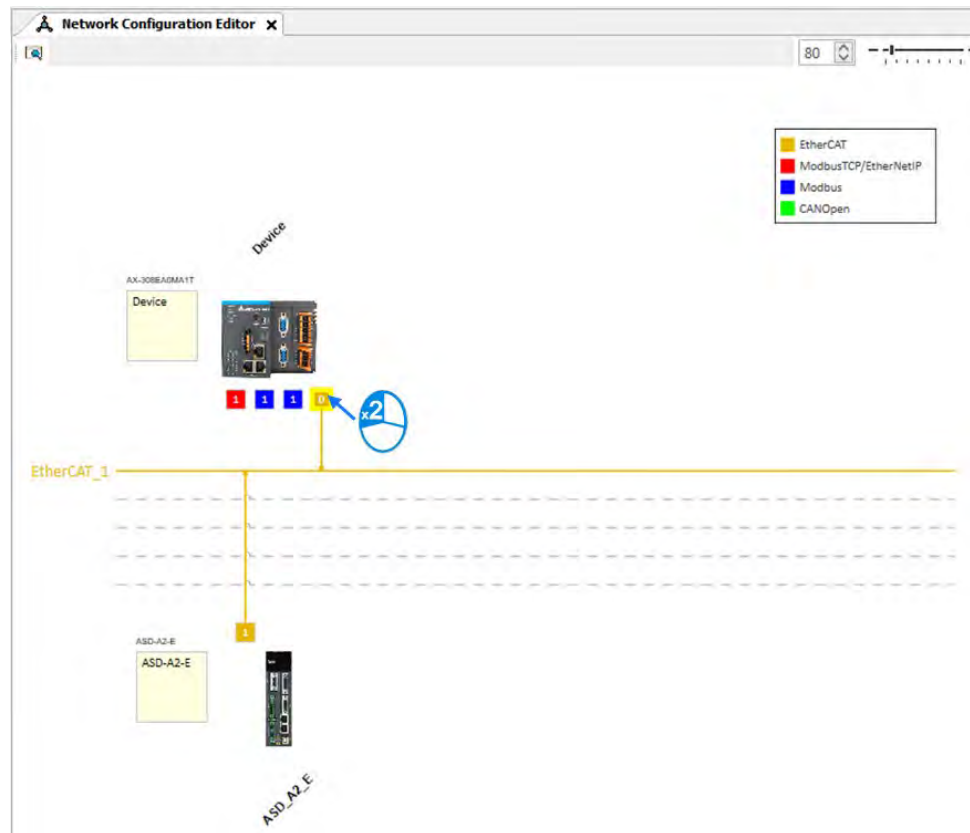 Network Configuration Editor
80
EtherCAT
ModbusTCP/EtherNetIP
Modbus
CANOpen
Device
AX-308EA0MA1T
Device
1 1 1 0
x2
EtherCAT_1
1
ASD-A2-E
ASD-A2-E
ASD_A2_E